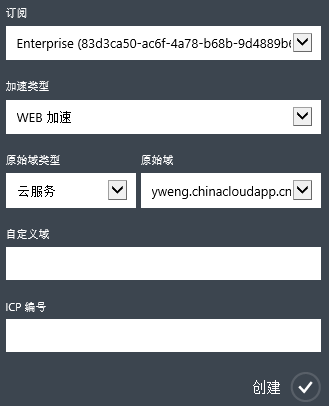 订阅
Enterprise (83d3ca50-ac6f-4a78-b68b-9d4889b6
加速类型
WEB 加速
原始域类型 原始域
云服务 yweng.chinacloudapp.cn
自定义域
ICP 编号
创建